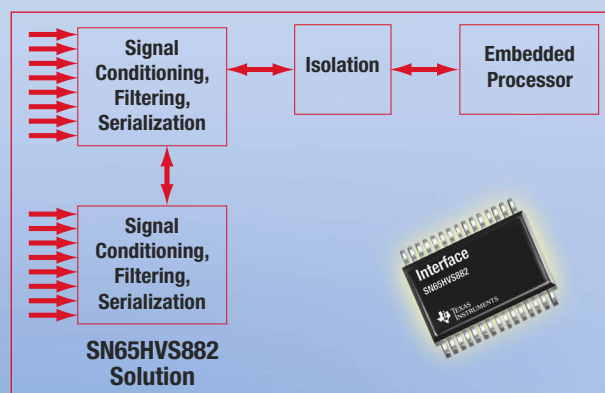 Signal
Conditioning,
Filtering,
Serialization
Isolation
Embedded
Processor
Signal
Conditioning,
Filtering,
Serialization
SN65HVS882
Solution
Interface
SN65HVS882
TEXAS
INSTRUMENTS